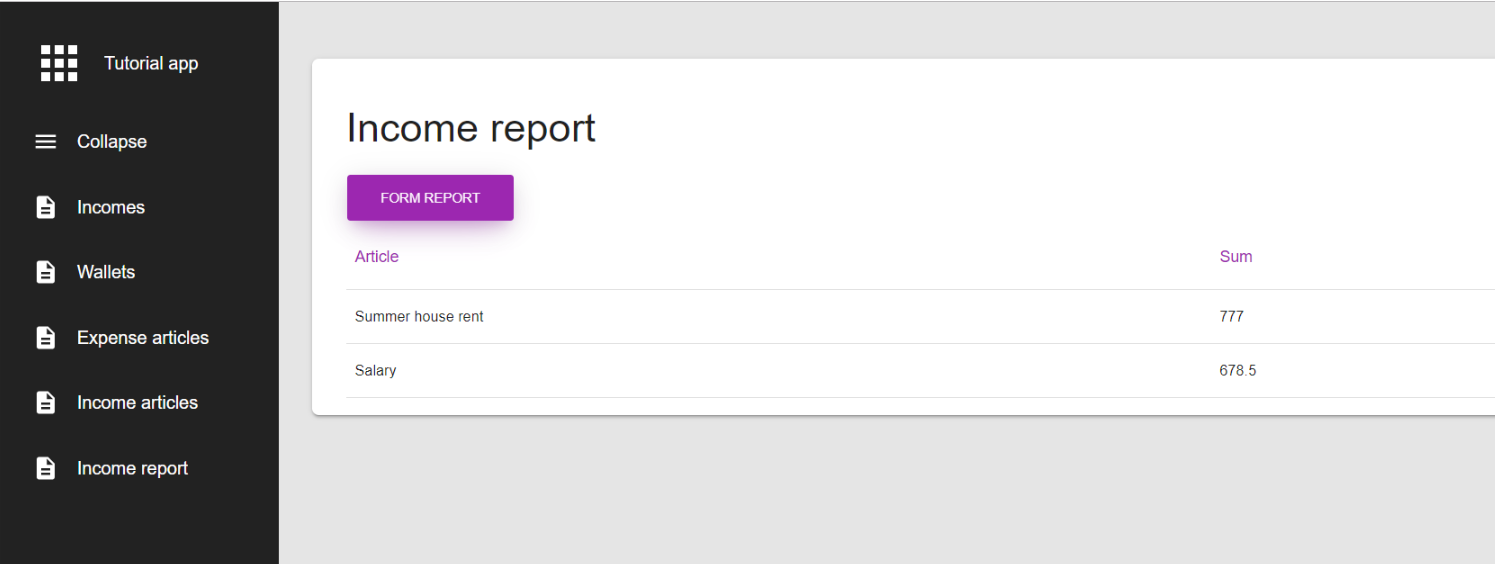 Tutorial app
Collapse
Incomes
Wallets
Expense articles
Income articles
Income report
Income report
FORM REPORT
Article Sum
Summer house rent 777
Salary 678.5